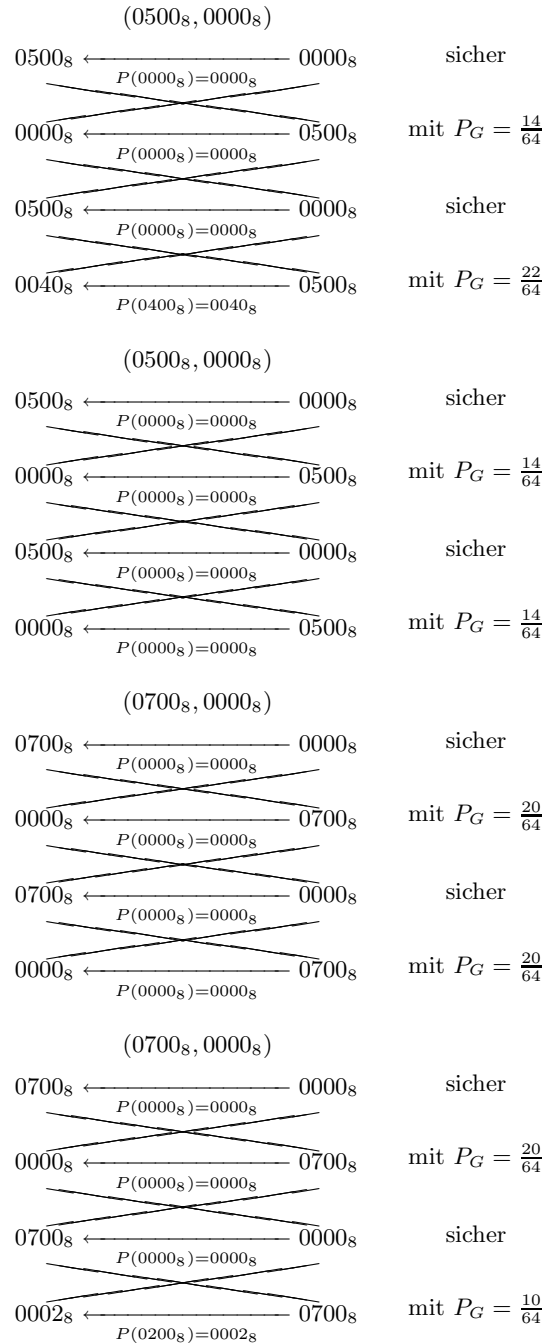 (0500₈, 0000₈)
0500₈ ← 0000₈ sicher
P(0000₈)=0000₈
0000₈ ← 0500₈ mit P_G = 14/64
P(0000₈)=0000₈
0500₈ ← 0000₈ sicher
P(0000₈)=0000₈
0040₈ ← 0500₈ mit P_G = 22/64
P(0400₈)=0040₈
(0500₈, 0000₈)
0500₈ ← 0000₈ sicher
P(0000₈)=0000₈
0000₈ ← 0500₈ mit P_G = 14/64
P(0000₈)=0000₈
0500₈ ← 0000₈ sicher
P(0000₈)=0000₈
0000₈ ← 0500₈ mit P_G = 14/64
P(0000₈)=0000₈
(0700₈, 0000₈)
0700₈ ← 0000₈ sicher
P(0000₈)=0000₈
0000₈ ← 0700₈ mit P_G = 20/64
P(0000₈)=0000₈
0700₈ ← 0000₈ sicher
P(0000₈)=0000₈
0000₈ ← 0700₈ mit P_G = 20/64
P(0000₈)=0000₈
(0700₈, 0000₈)
0700₈ ← 0000₈ sicher
P(0000₈)=0000₈
0000₈ ← 0700₈ mit P_G = 20/64
P(0000₈)=0000₈
0700₈ ← 0000₈ sicher
P(0000₈)=0000₈
0002₈ ← 0700₈ mit P_G = 10/64
P(0200₈)=0002₈